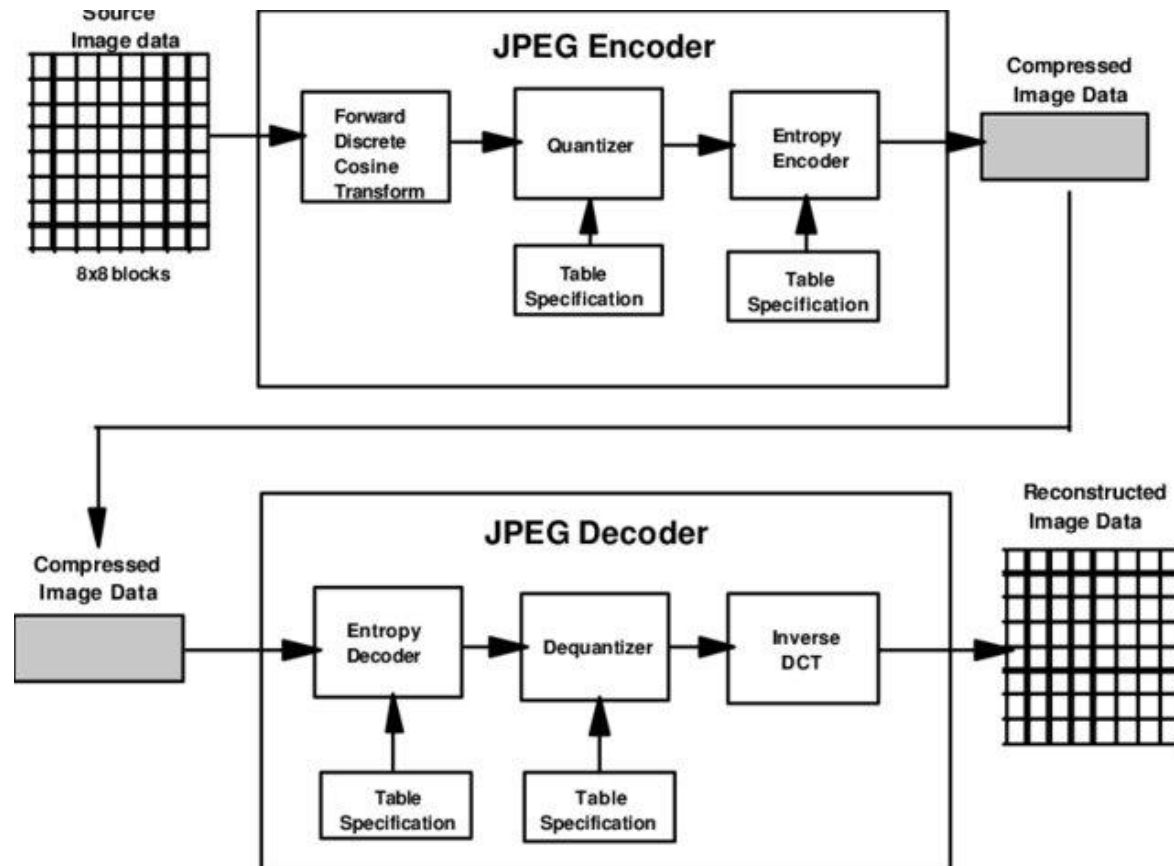 Source
Image data
8x8 blocks
JPEG Encoder
Forward
Discrete
Cosine
Transform
Quantizer
Entropy
Encoder
Table
Specification
Table
Specification
Compressed
Image Data
Compressed
Image Data
JPEG Decoder
Entropy
Decoder
Dequantizer
Inverse
DCT
Table
Specification
Table
Specification
Reconstructed
Image Data